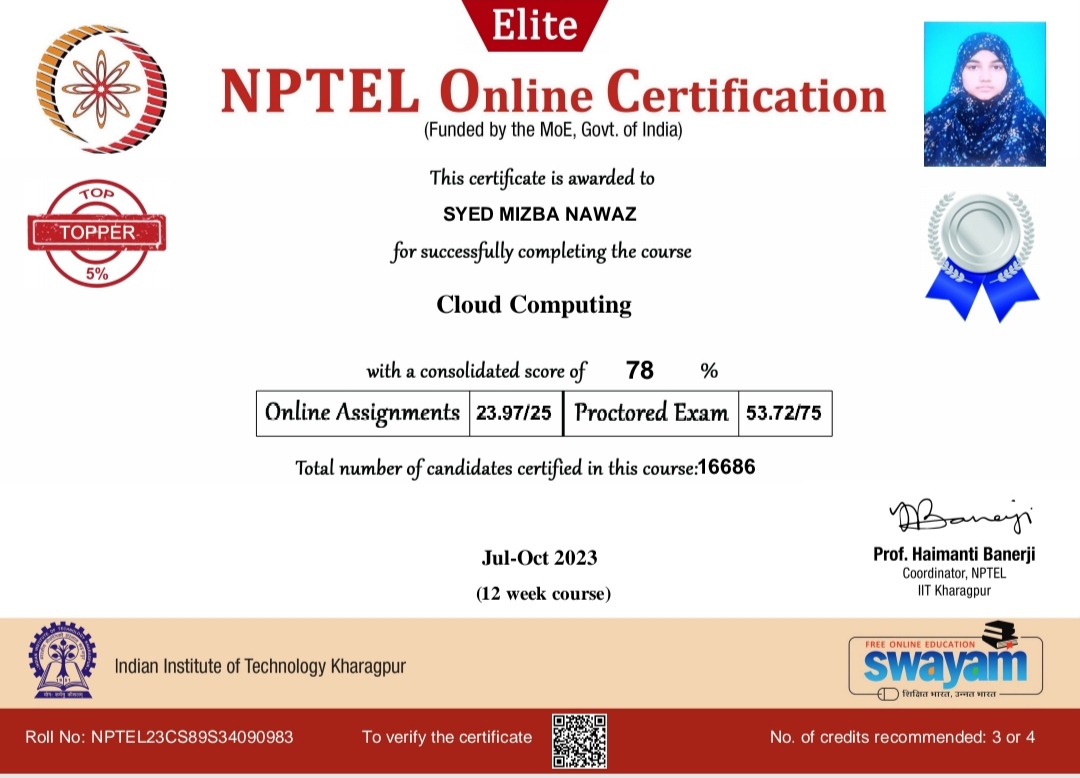 Elite
NPTEL Online Certification
(Funded by the MoE, Govt. of India)
This certificate is awarded to
SYED MIZBA NAWAZ
for successfully completing the course
TOP
TOPPER
5%
Cloud Computing
with a consolidated score of 78 %
Online Assignments 23.97/25 Proctored Exam 53.72/75
Total number of candidates certified in this course:16686
Prof. Haimanti Banerji
Coordinator, NPTEL
IIT Kharagpur
Jul-Oct 2023
(12 week course)
Indian Institute of Technology Kharagpur
FREE ONLINE EDUCATION
swayam
शिक्षित भारत, उन्नत भारत
Roll No: NPTEL23CS89S34090983
To verify the certificate
No. of credits recommended: 3 or 4